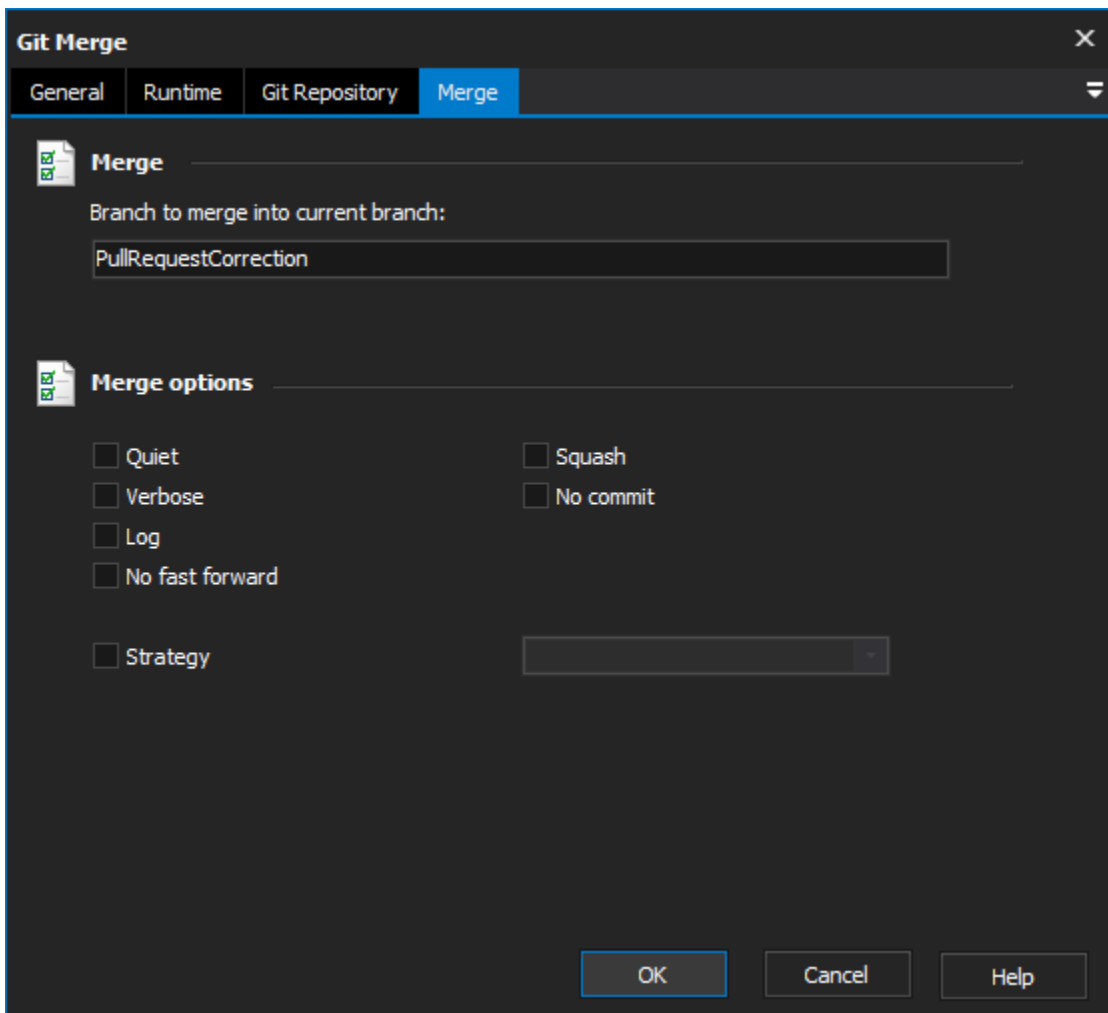 Git Merge
General Runtime Git Repository Merge
Merge
Branch to merge into current branch:
PullRequestCorrection
Merge options
Quiet Squash
Verbose No commit
Log
No fast forward
Strategy
OK Cancel Help